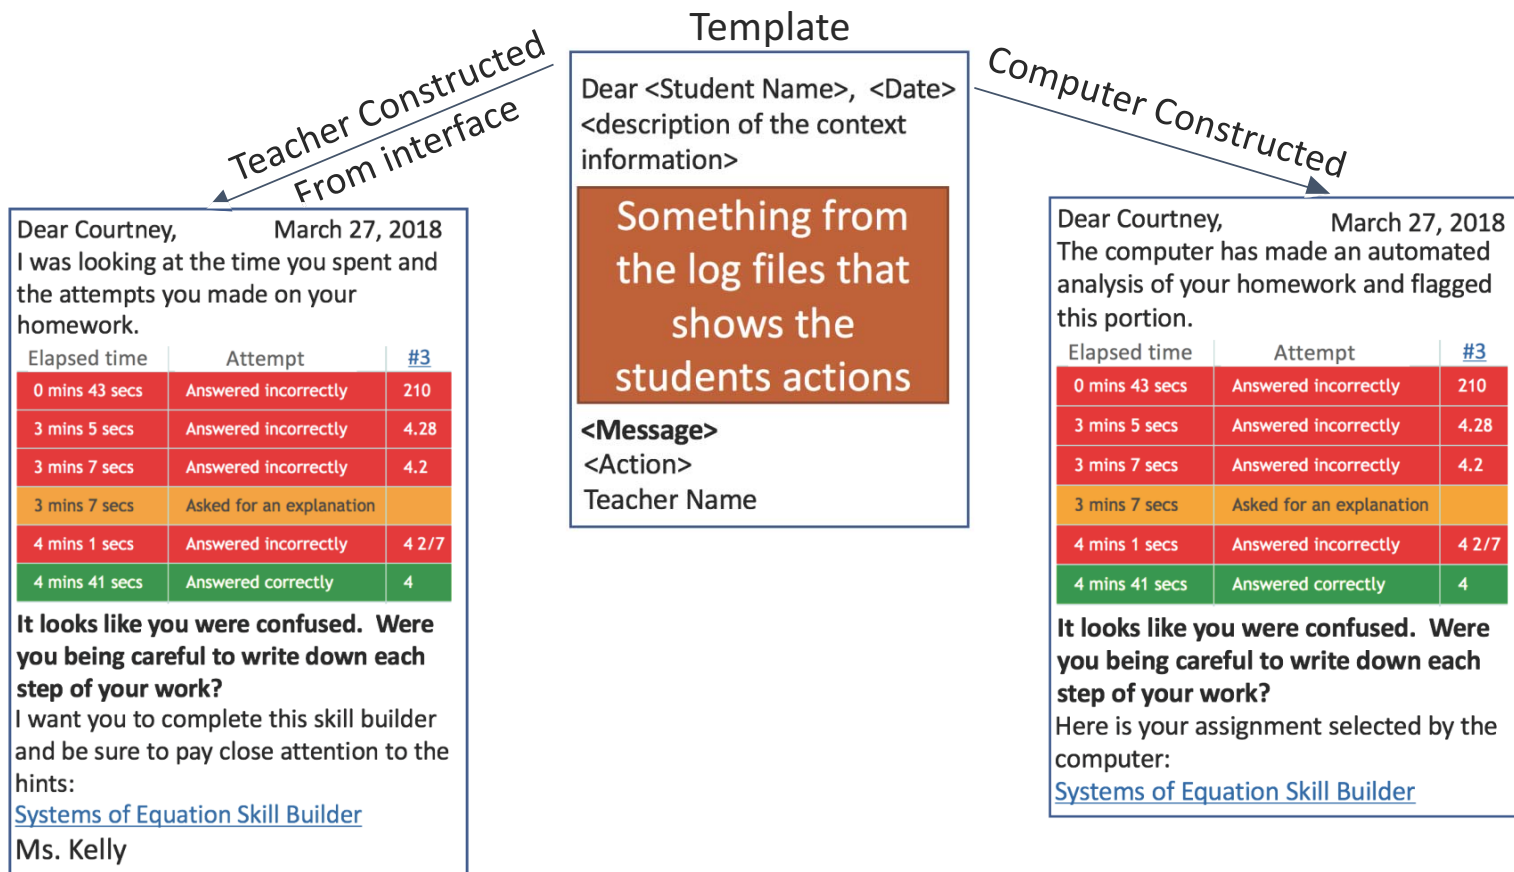 Template
Teacher Constructed
From interface
Computer Constructed
Dear <Student Name>, <Date>
<description of the context
information>
Something from
the log files that
shows the
students actions
<Message>
<Action>
Teacher Name
Dear Courtney, March 27, 2018
I was looking at the time you spent and
the attempts you made on your
homework.
Elapsed time Attempt #3
0 mins 43 secs Answered incorrectly 210
3 mins 5 secs Answered incorrectly 4.28
3 mins 7 secs Answered incorrectly 4.2
3 mins 7 secs Asked for an explanation
4 mins 1 secs Answered incorrectly 4 2/7
4 mins 41 secs Answered correctly 4
It looks like you were confused. Were
you being careful to write down each
step of your work?
I want you to complete this skill builder
and be sure to pay close attention to the
hints:
Systems of Equation Skill Builder
Ms. Kelly
Dear Courtney, March 27, 2018
The computer has made an automated
analysis of your homework and flagged
this portion.
Elapsed time Attempt #3
0 mins 43 secs Answered incorrectly 210
3 mins 5 secs Answered incorrectly 4.28
3 mins 7 secs Answered incorrectly 4.2
3 mins 7 secs Asked for an explanation
4 mins 1 secs Answered incorrectly 4 2/7
4 mins 41 secs Answered correctly 4
It looks like you were confused. Were
you being careful to write down each
step of your work?
Here is your assignment selected by the
computer:
Systems of Equation Skill Builder